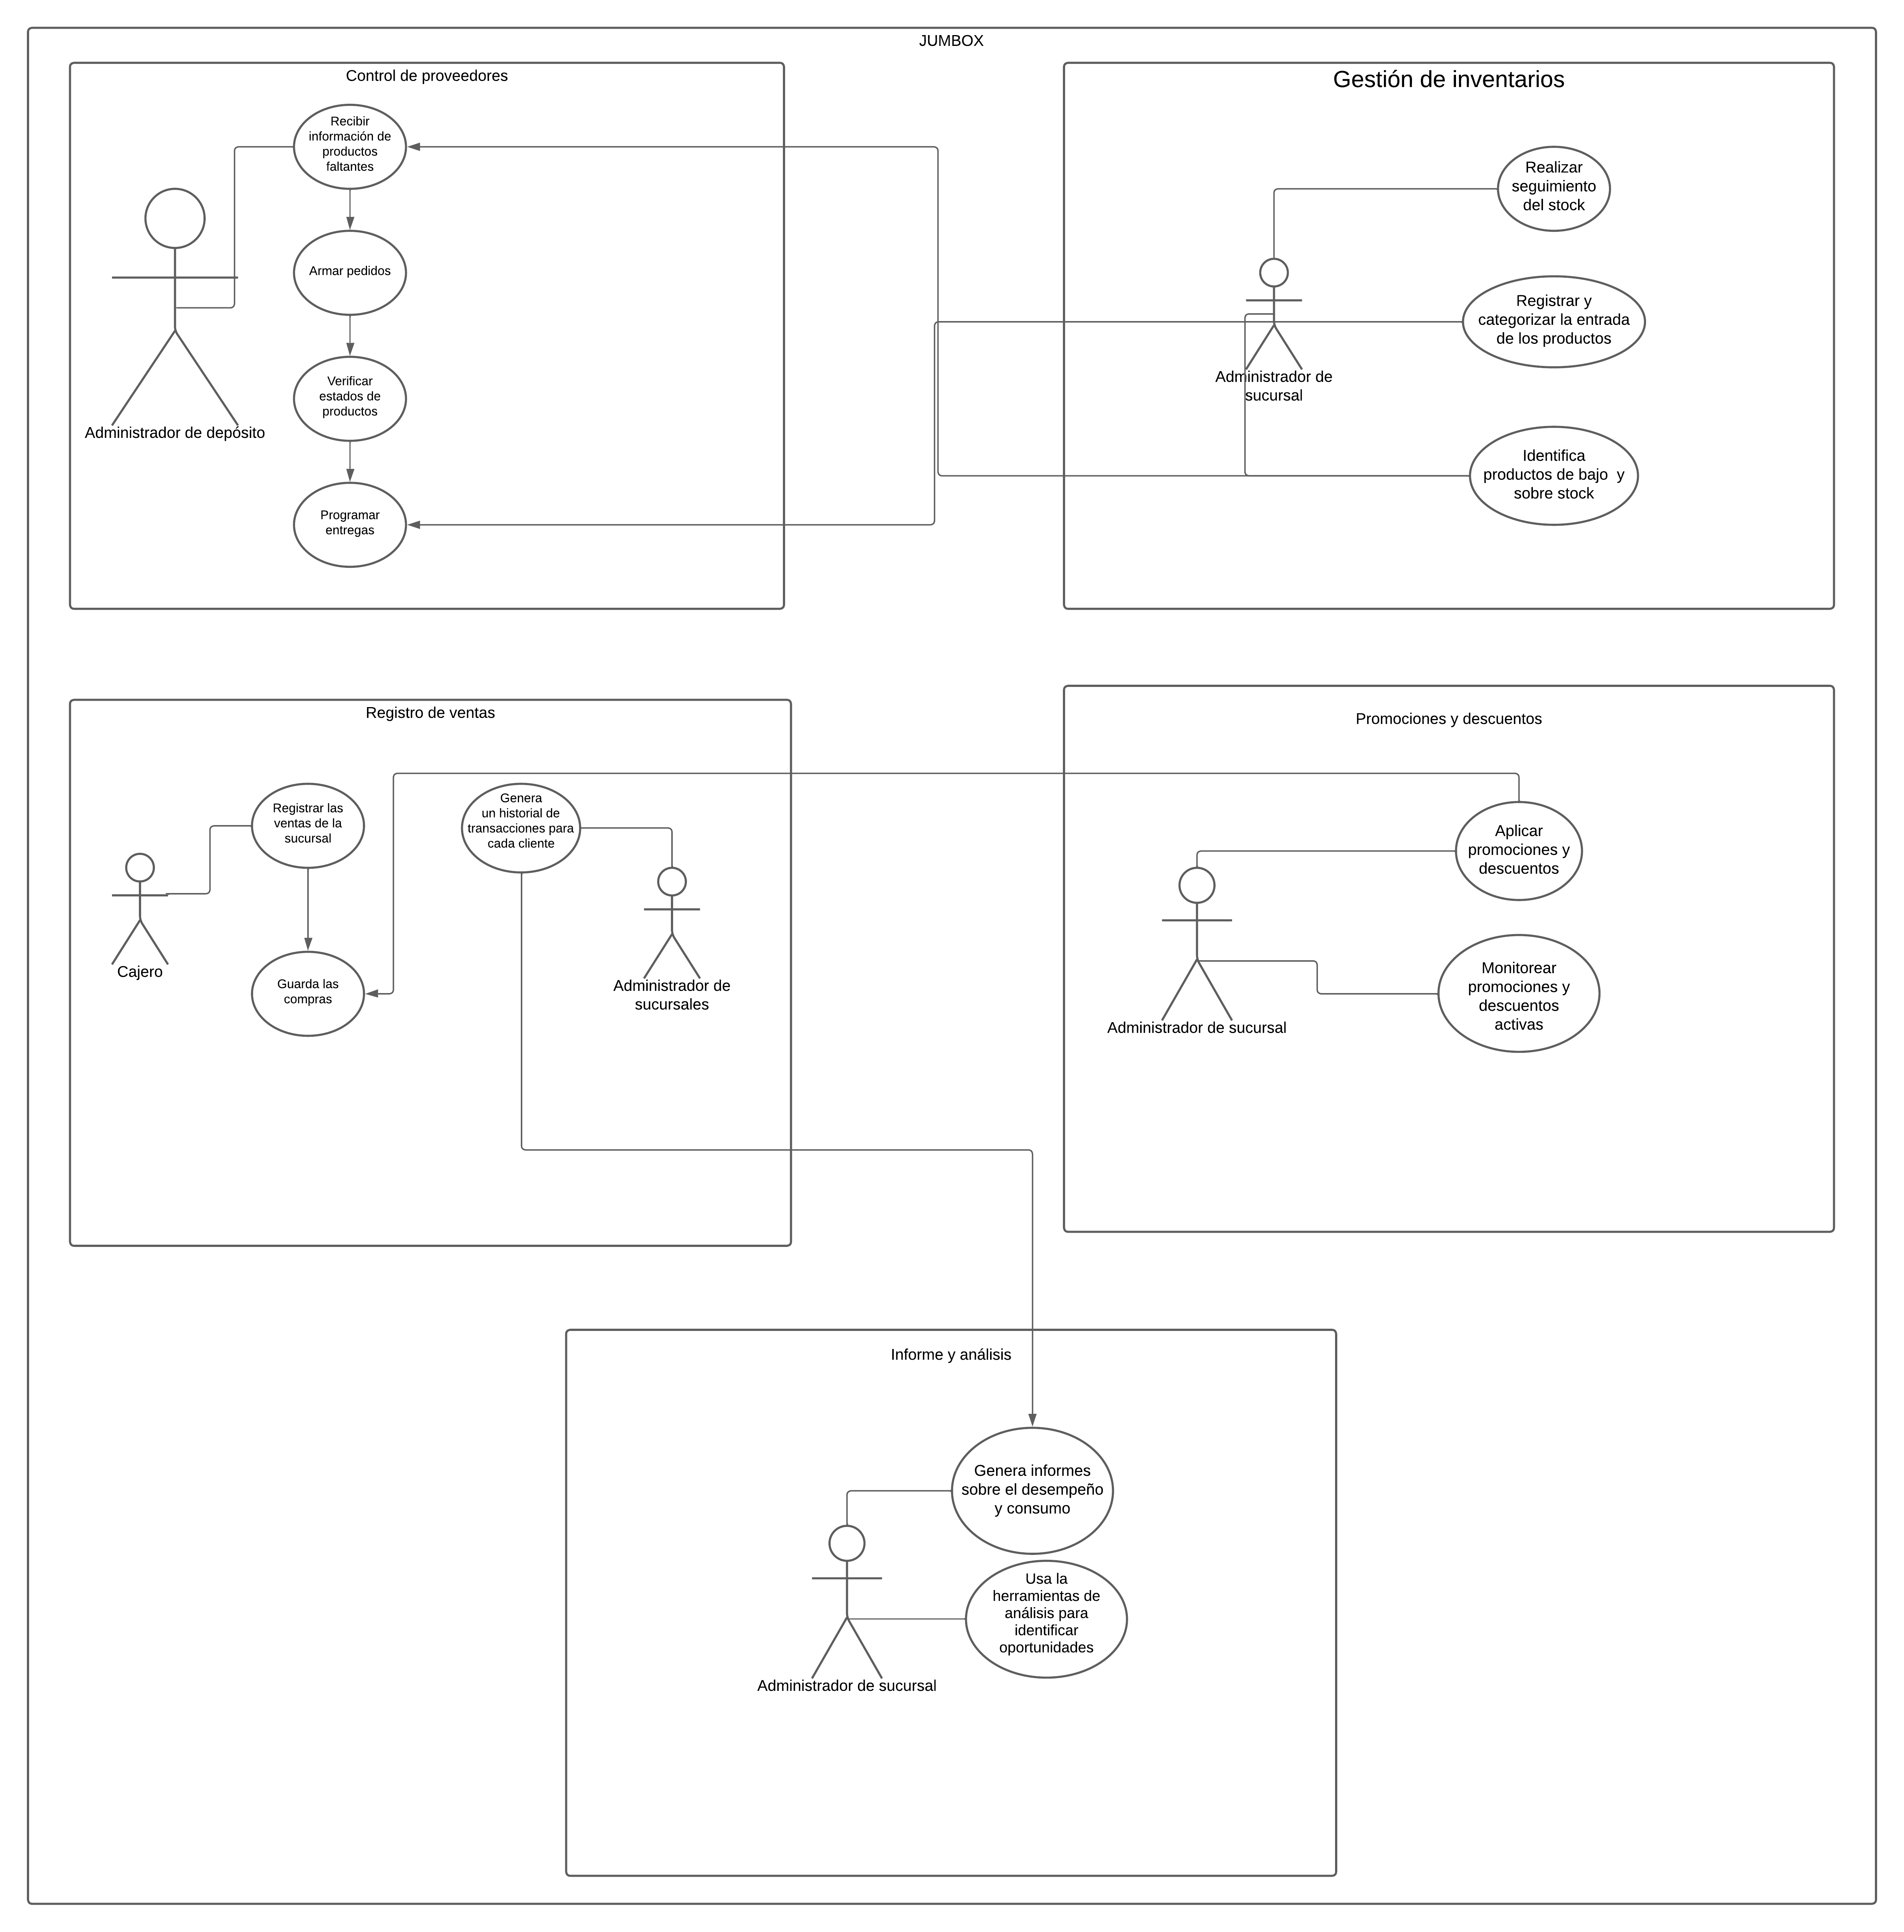 JUMBOX
Control de proveedores
Recibir
información de
productos
faltantes
Armar pedidos
Verificar
estados de
productos
Programar
entregas
Administrador de depósito
Gestión de inventarios
Realizar
seguimiento
del stock
Registrar y
categorizar la entrada
de los productos
Administrador de
sucursal
Identifica
productos de bajo  y
sobre stock
Registro de ventas
Registrar las
ventas de la
sucursal
Genera
un historial de
transacciones para
cada cliente
Cajero
Guarda las
compras
Administrador de
sucursales
Promociones y descuentos
Aplicar
promociones y
descuentos
Monitorear
promociones y
descuentos
activas
Administrador de sucursal
Informe y análisis
Genera informes
sobre el desempeño
y consumo
Usa la
herramientas de
análisis para
identificar
oportunidades
Administrador de sucursal